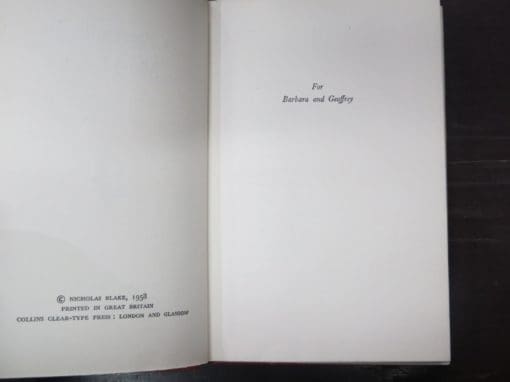 © NICHOLAS BLAKE, 1958
PRINTED IN GREAT BRITAIN
COLLINS CLEAR-TYPE PRESS : LONDON AND GLASGOW
For
Barbara and Geoffrey